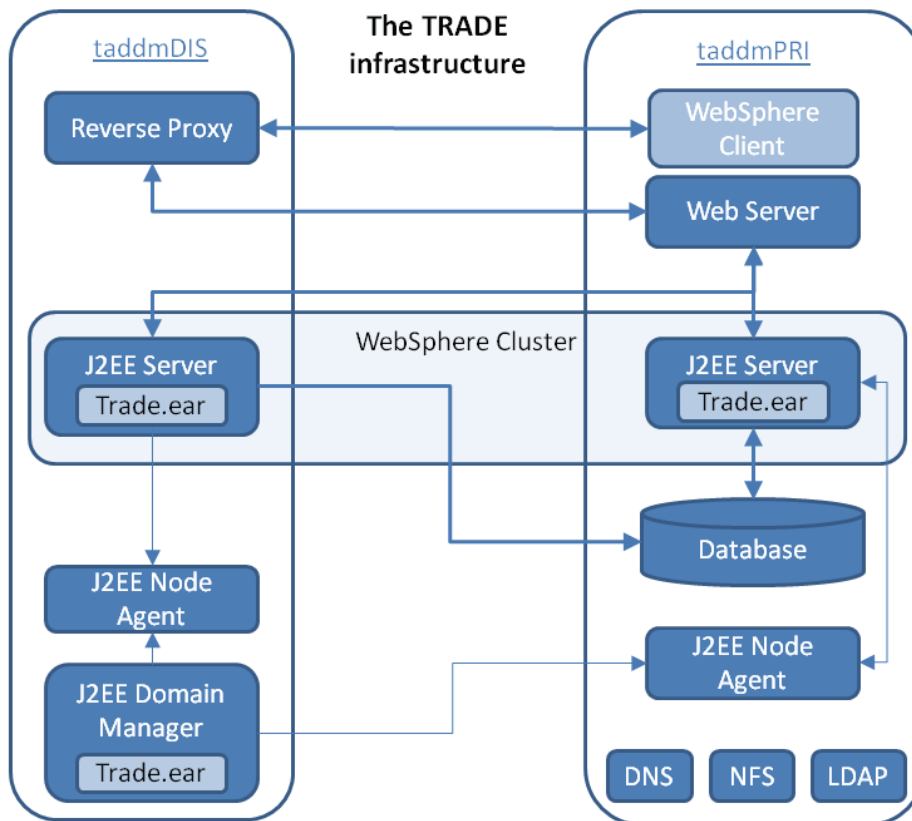 The TRADE
infrastructure
taddmDIS
taddmPRI
Reverse Proxy
WebSphere
Client
Web Server
WebSphere Cluster
J2EE Server
Trade.ear
J2EE Server
Trade.ear
Database
J2EE Node
Agent
J2EE Node
Agent
J2EE Domain
Manager
Trade.ear
DNS
NFS
LDAP